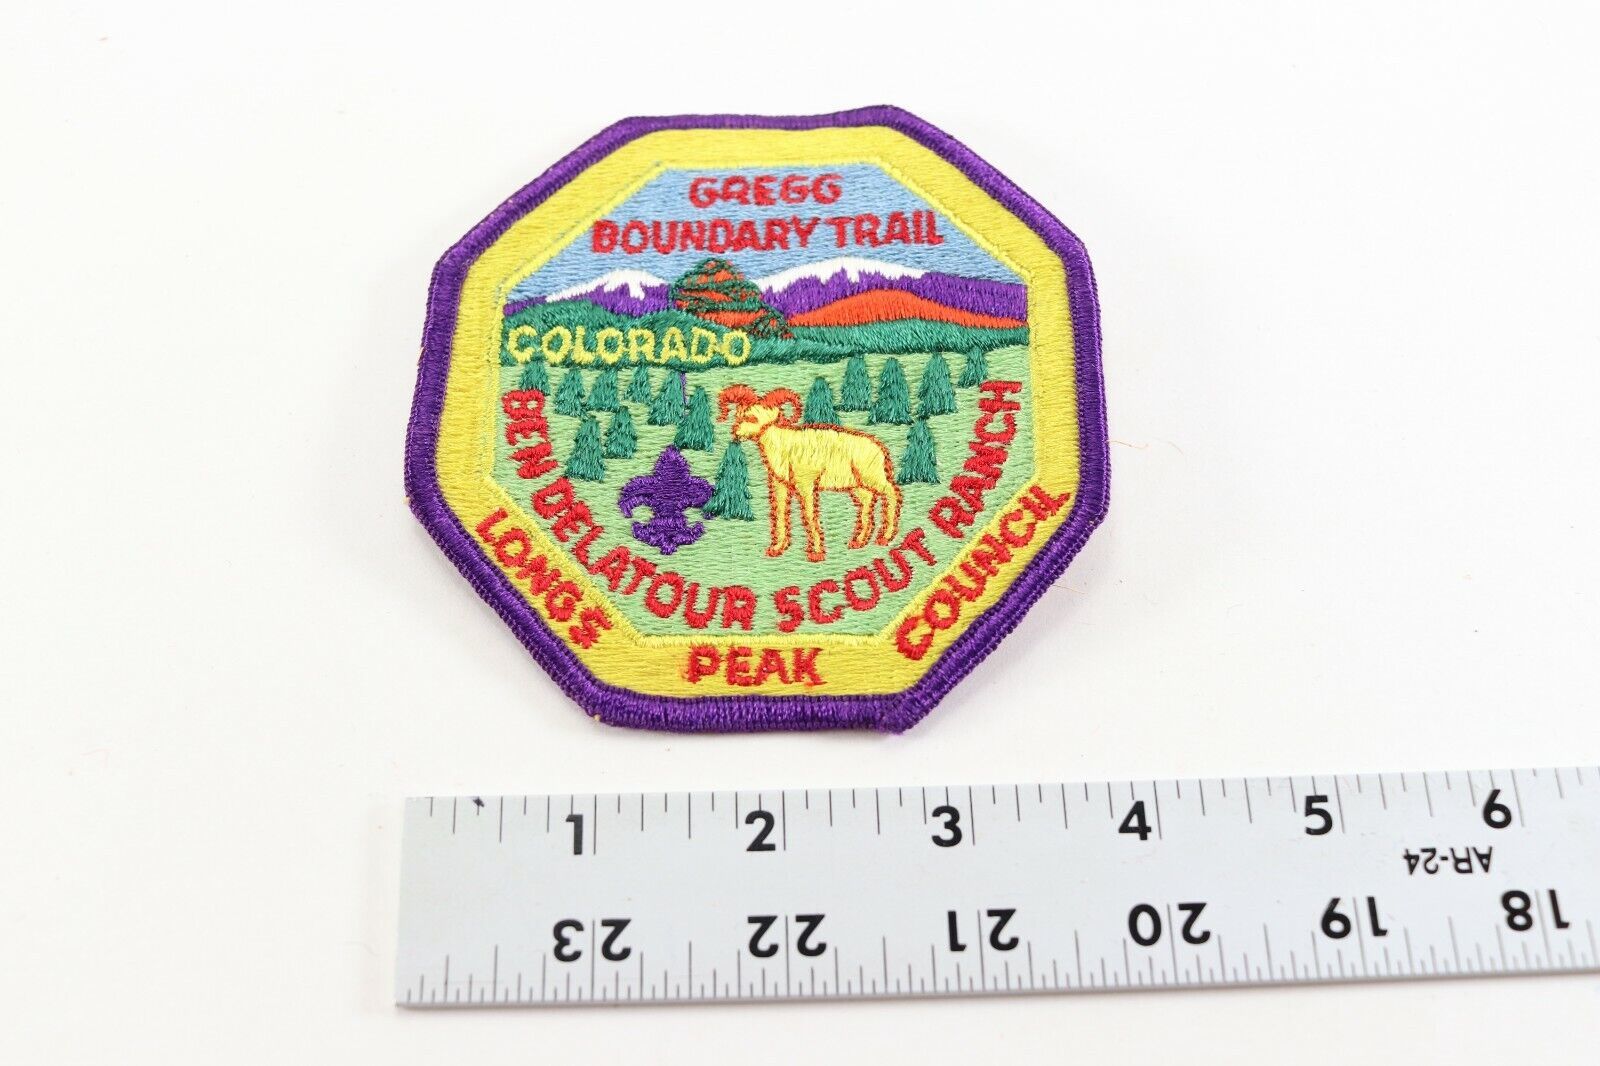 GREGG
BOUNDARY TRAIL
COLORADO
BEN DELATOUR SCOUT RANCH
LONGS PEAK COUNCIL
1 2 3 4 5 6
AR-24
23 22 21 20 19 18